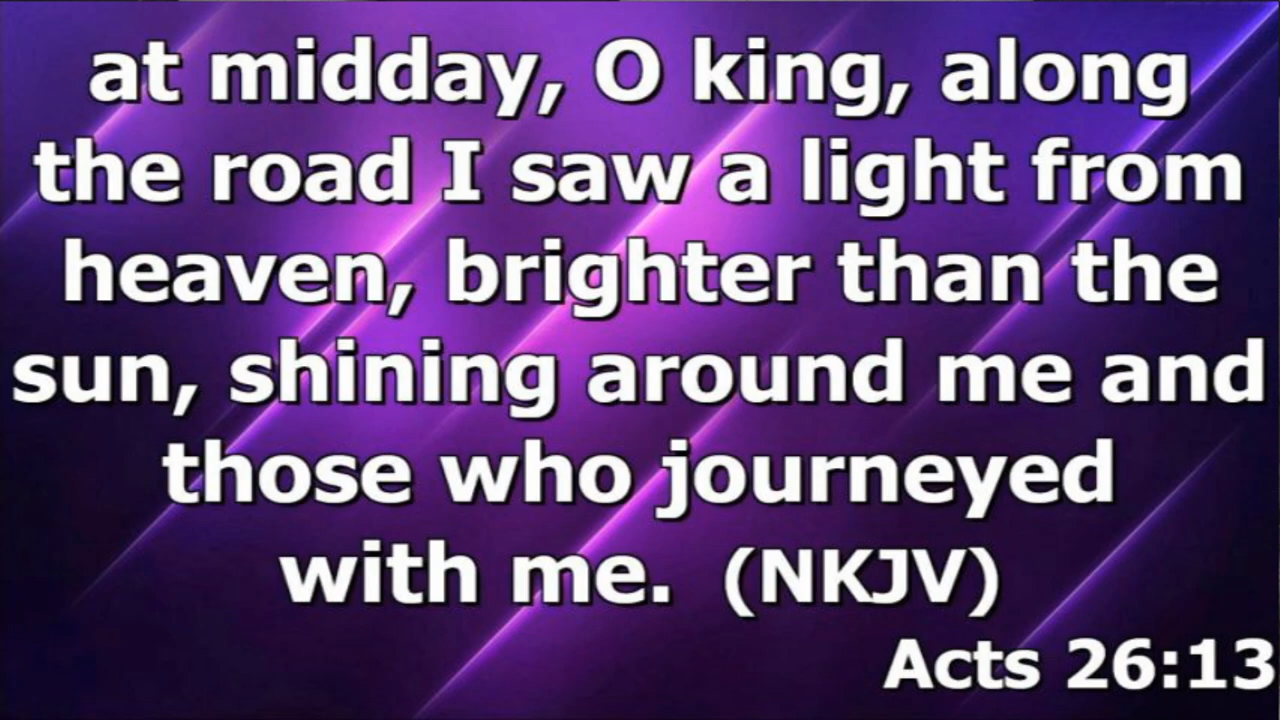 at midday, O king, along
the road I saw a light from
heaven, brighter than the
sun, shining around me and
those who journeyed
with me. (NKJV)
Acts 26:13